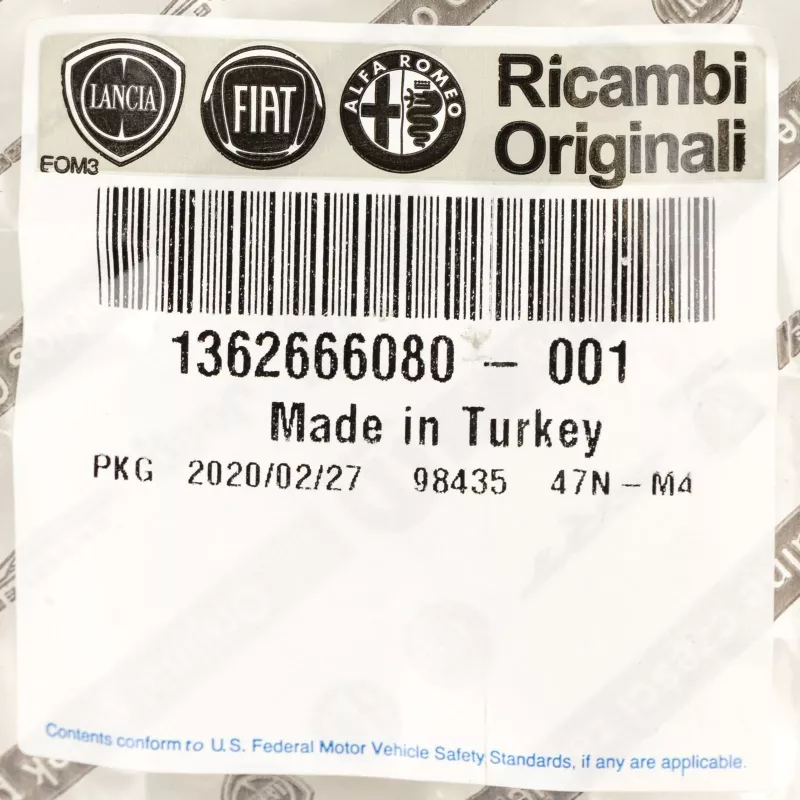 LANCIA FIAT ALFA ROMEO Ricambi
Originali
EOM3
1362666080 - 001
Made in Turkey
PKG 2020/02/27 98435 47N - M4
Contents conform to U.S. Federal Motor Vehicle Safety Standards, if any are applicable.